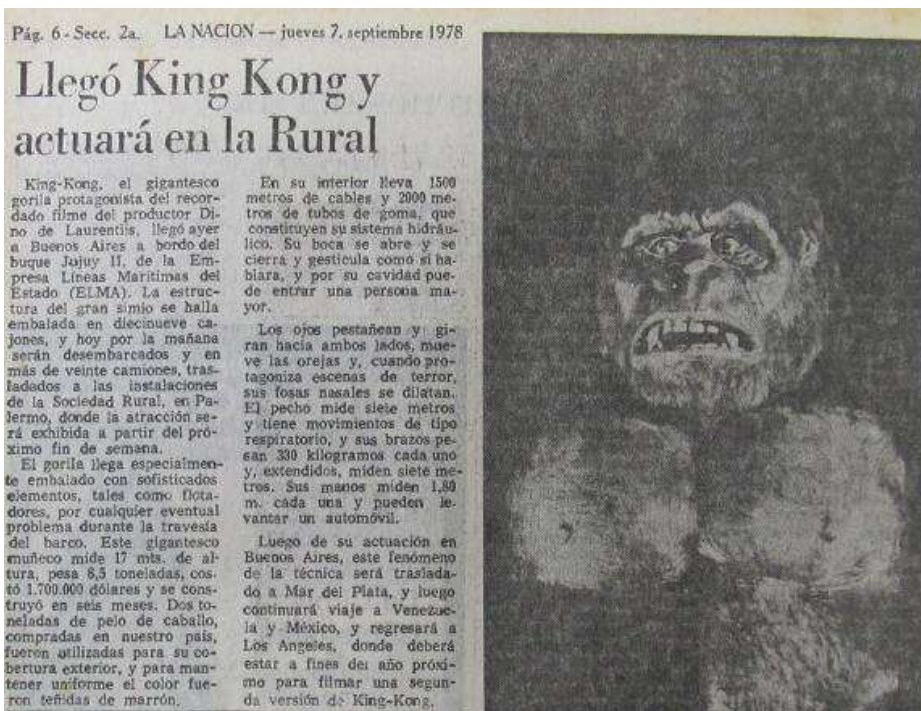 Pág. 6 - Secc. 2a. LA NACION — jueves 7, septiembre 1978
Llegó King Kong y
actuará en la Rural
King-Kong, el gigantesco
gorila protagonista del recor-
dado filme del productor Di-
no de Laurentiis, llegó ayer
a Buenos Aires a bordo del
buque Jujuy II, de la Em-
presa Líneas Marítimas del
Estado (ELMA). La estruc-
tura del gran simio se halla
embalada en diecinueve ca-
jones, y hoy por la mañana
serán desembarcados y en
más de veinte camiones, tras-
ladados a las instalaciones
de la Sociedad Rural, en Pa-
lermo, donde la atracción se-
rá exhibida a partir del pró-
ximo fin de semana.
El gorila llega especialmen-
te embalado con sofisticados
elementos, tales como flota-
dores, por cualquier eventual
problema durante la travesía
del barco. Este gigantesco
muñeco mide 17 mts. de al-
tura, pesa 6,5 toneladas, cos-
tó 1.700.000 dólares y se cons-
truyó en seis meses. Dos to-
neladas de pelo de caballo,
compradas en nuestro país,
fueron utilizadas para su co-
bertura exterior, y para man-
tener uniforme el color fue-
ron teñidas de marrón.
En su interior lleva 1500
metros de cables y 2000 me-
tros de tubos de goma, que
constituyen su sistema hidráu-
lico. Su boca se abre y se
cierra y gesticula como si ha-
blara, y por su cavidad pue-
de entrar una persona ma-
yor.
Los ojos pestañean y gi-
ran hacia ambos lados, mue-
ve las orejas y, cuando pro-
tagoniza escenas de terror,
sus fosas nasales se dilatan.
El pecho mide siete metros
y tiene movimientos de tipo
respiratorio, y sus brazos pe-
san 330 kilogramos cada uno
y, extendidos, miden siete me-
tros. Sus manos miden 1,80
m. cada una y pueden le-
vantar un automóvil.
Luego de su actuación en
Buenos Aires, este fenómeno
de la técnica será traslada-
do a Mar del Plata, y luego
continuará viaje a Venezue-
la y México, y regresará a
Los Angeles, donde deberá
estar a fines del año próxi-
mo para filmar una segun-
da versión de King-Kong.